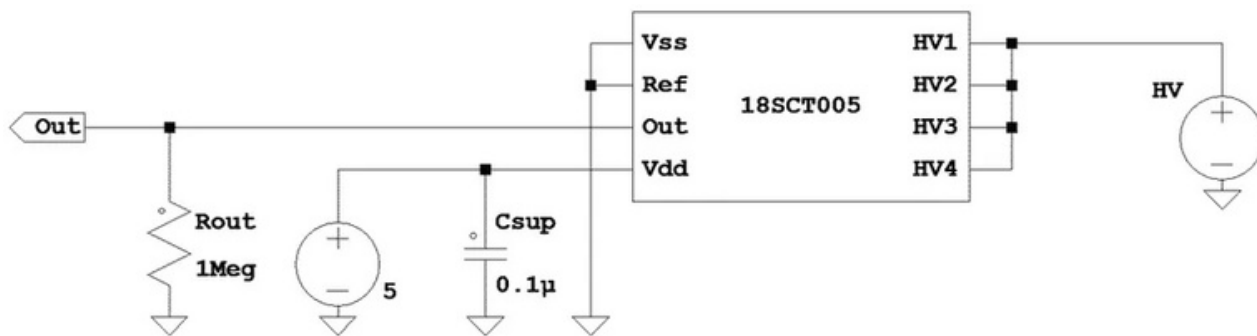 Vss
HV1
Ref
HV2
18SCT005
HV
Out
Out
HV3
Vdd
HV4
Rout
Csup
+
-
1Meg
+
-
5
0.1µ